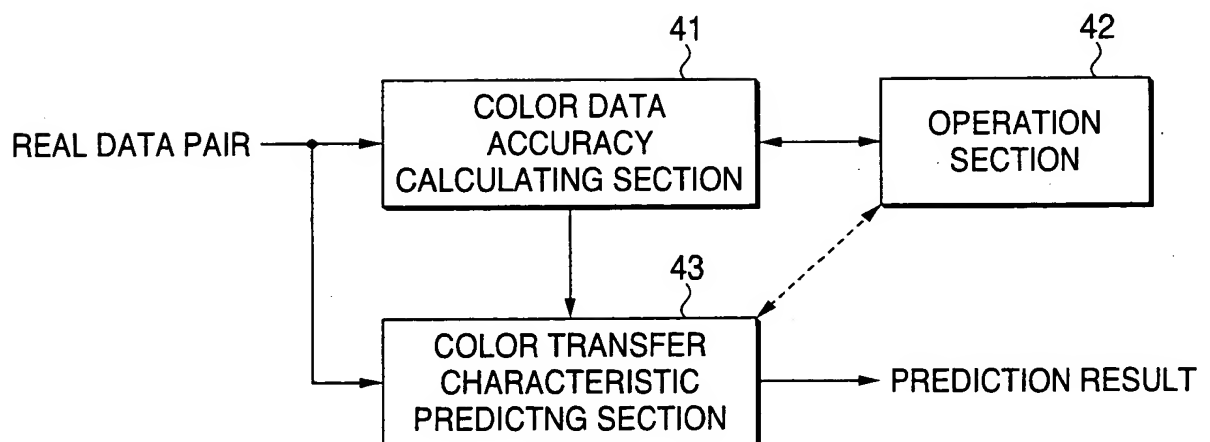 41
42
COLOR DATA
ACCURACY
CALCULATING SECTION
OPERATION
SECTION
REAL DATA PAIR
43
COLOR TRANSFER
CHARACTERISTIC
PREDICTNG SECTION
PREDICTION RESULT